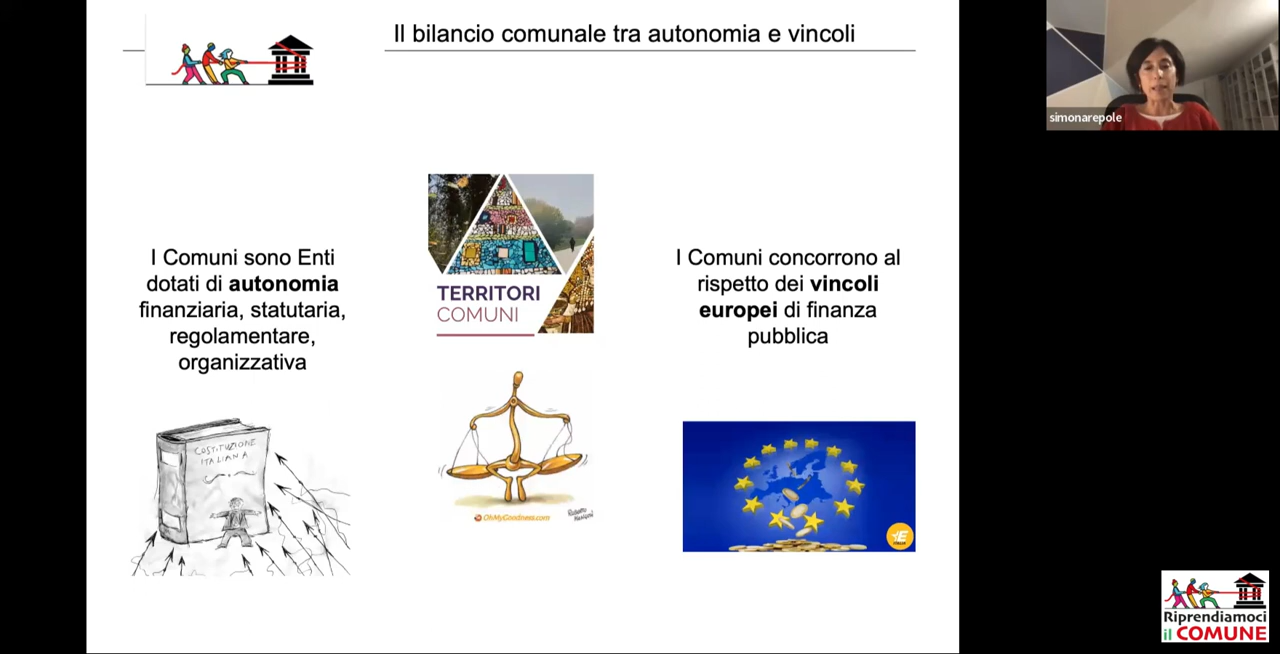 Il bilancio comunale tra autonomia e vincoli
simonarepole
I Comuni sono Enti
dotati di autonomia
finanziaria, statutaria,
regolamentare,
organizzativa
TERRITORI
COMUNI
I Comuni concorrono al
rispetto dei vincoli
europei di finanza
pubblica
COSTITUZIONE
ITALIANA
OhMyGoodness.com
Riprendiamoci
il COMUNE